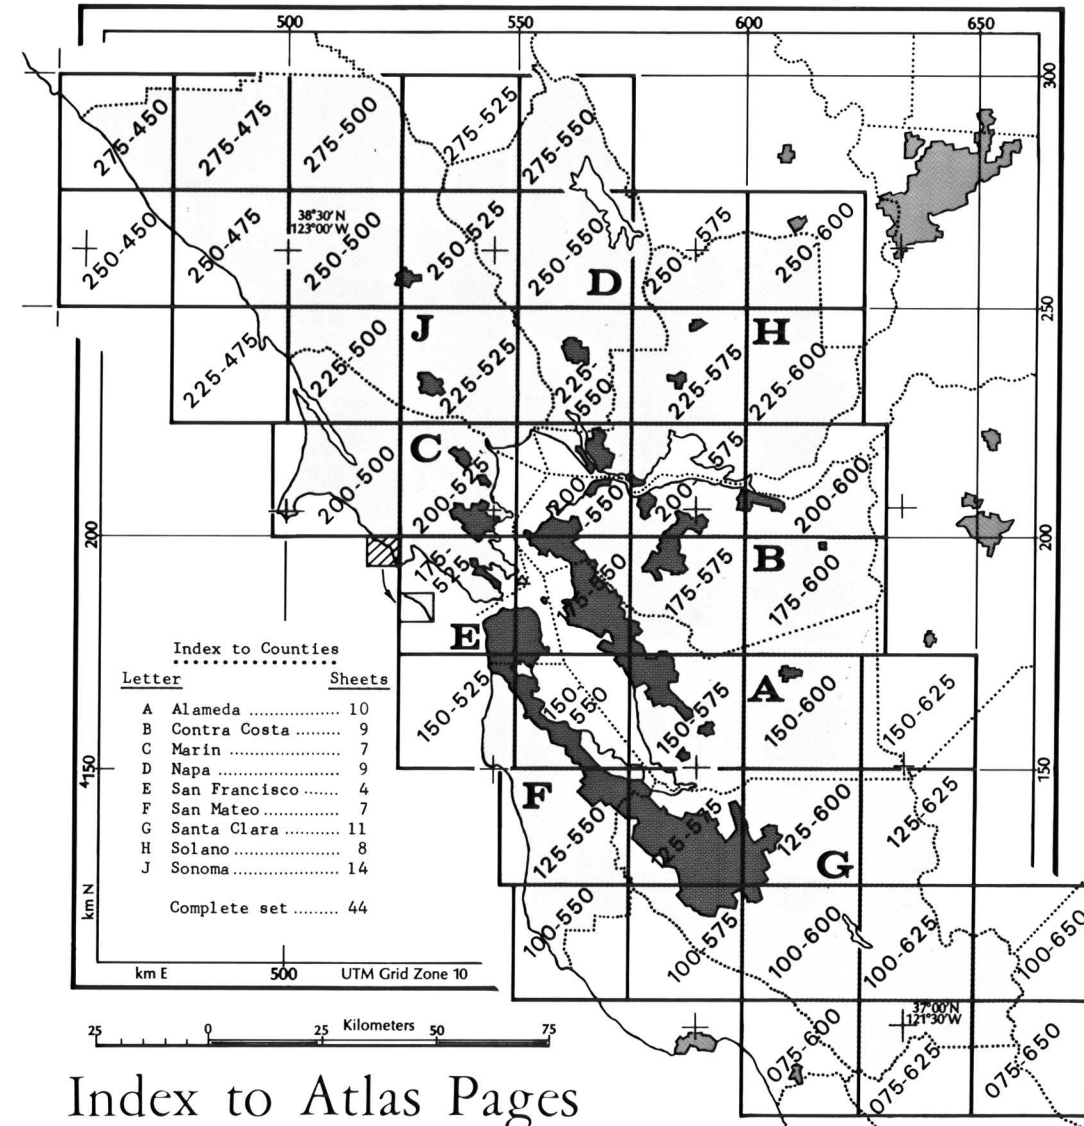 500 550 600 650
300
275-450 275-475 275-500 275-525 275-550
38°30′N
123°00′W
250-450 250-475 250-500 250-525 250-550 250-575 250-600
D
250
J H
225-475 225-500 225-525 225-550 225-575 225-600
C
200-500 200-525 200-550 200-575 200-600
200 200
B
175-525 175-550 175-575 175-600
E
A
150-525 150-550 150-575 150-600 150-625
4150 150
F
125-550 125-575 125-600 125-625
G
100-550 100-575 100-600 100-625 100-650
37°00′N
121°30′W
075-600 075-625 075-650
Index to Counties
Letter Sheets
A Alameda ................ 10
B Contra Costa ........ 9
C Marin ................... 7
D Napa ..................... 9
E San Francisco ...... 4
F San Mateo ............. 7
G Santa Clara .......... 11
H Solano .................. 8
J Sonoma ................. 14
Complete set ........ 44
km N
km E 500 UTM Grid Zone 10
25 0 25 Kilometers 50 75
Index to Atlas Pages